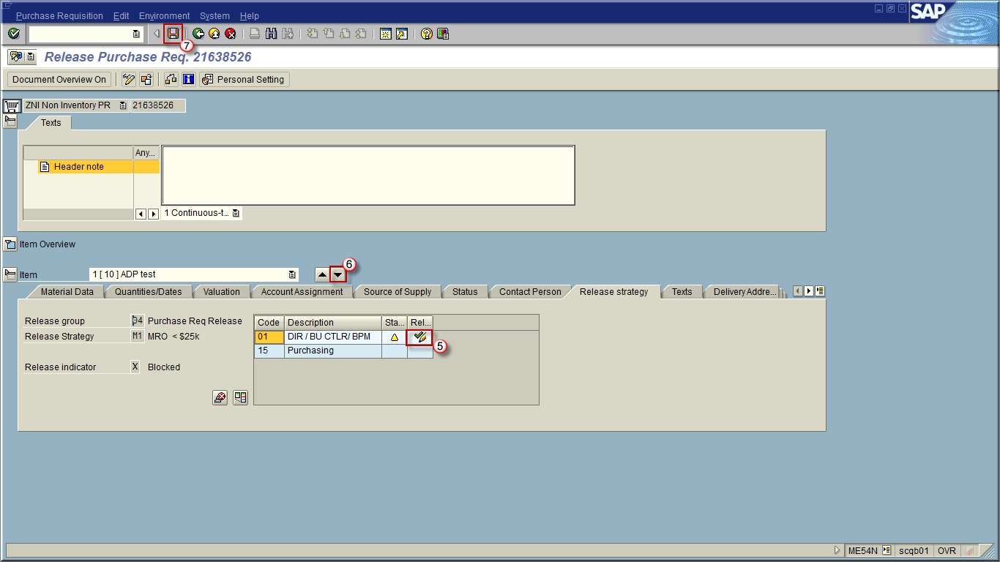 Purchase Requisition Edit Environment System Help
SAP
7
Release Purchase Req. 21638526
Document Overview On Personal Setting
ZNI Non Inventory PR 21638526
Texts
Any...
Header note
1 Continuous-t...
Item Overview
6
Item 1 [ 10 ] ADP test
Material Data Quantities/Dates Valuation Account Assignment Source of Supply Status Contact Person Release strategy Texts Delivery Addre...
Release group 04 Purchase Req Release
Release Strategy M1 MRO < $25k
Release indicator X Blocked
Code Description Sta... Rel...
01 DIR / BU CTLR/ BPM
5
15 Purchasing
ME54N scqb01 OVR